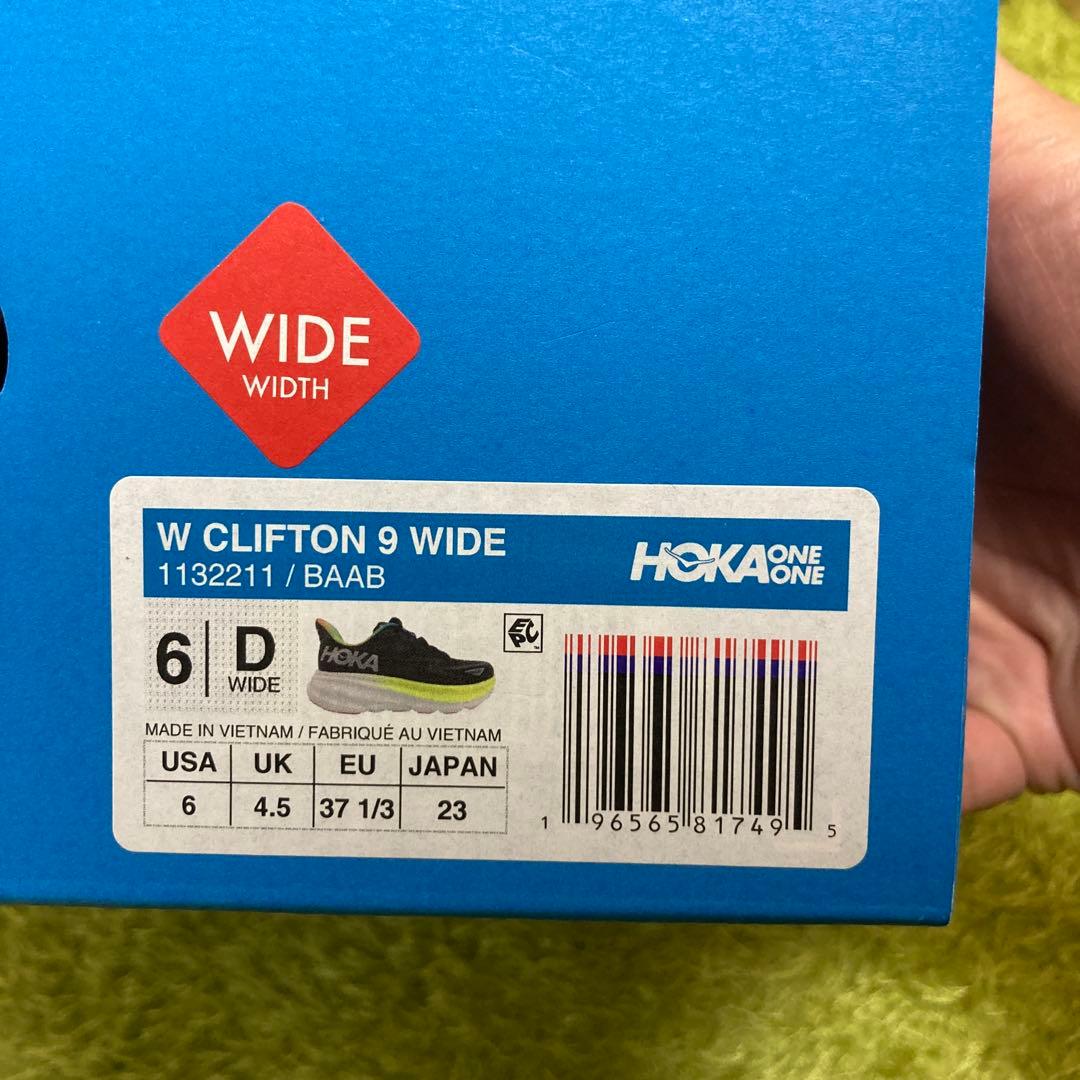 WIDE
WIDTH
W CLIFTON 9 WIDE
1132211 / BAAB
HOKA ONE ONE
6 | D
WIDE
HOKA
EPC™
MADE IN VIETNAM / FABRIQUÉ AU VIETNAM
USA UK EU JAPAN
6 4.5 37 1/3 23
1 96565 81749 5